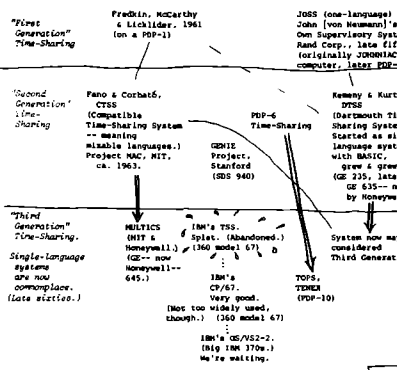 "First
Generation"
Time-Sharing
Fredkin, McCarthy
& Licklider, 1961
(on a PDP-1)
JOSS (one-language)
John [von Neumann]'s
Own Supervisory Syst
Rand Corp., late fif
(originally JOHNNIAC
computer, later PDP-
"Second
Generation"
Time-
Sharing
Fano & Corbató,
CTSS
(Compatible
Time-Sharing System
-- meaning
mixable languages.)
Project MAC, MIT,
ca. 1963.
GENIE
Project,
Stanford
(SDS 940)
PDP-6
Time-Sharing
Kemeny & Kurt
DTSS
(Dartmouth Ti
Sharing Syste
Started as si
language syst
with BASIC,
grew & grew
(GE 235, late
GE 635-- n
by Honeywe
"Third
Generation"
Time-Sharing.
Single-language
systems
are now
commonplace.
(Late sixties.)
MULTICS
(MIT &
Honeywell.)
(GE-- now
Honeywell--
645.)
IBM's TSS.
Splat. (Abandoned.)
(360 model 67)
IBM's
CP/67.
Very good.
(Not too widely used,
though.) (360 model 67)
IBM's OS/VS2-2.
(Big IBM 370s.)
We're waiting.
TOPS,
TENEX
(PDP-10)
System now may
considered
Third Generat